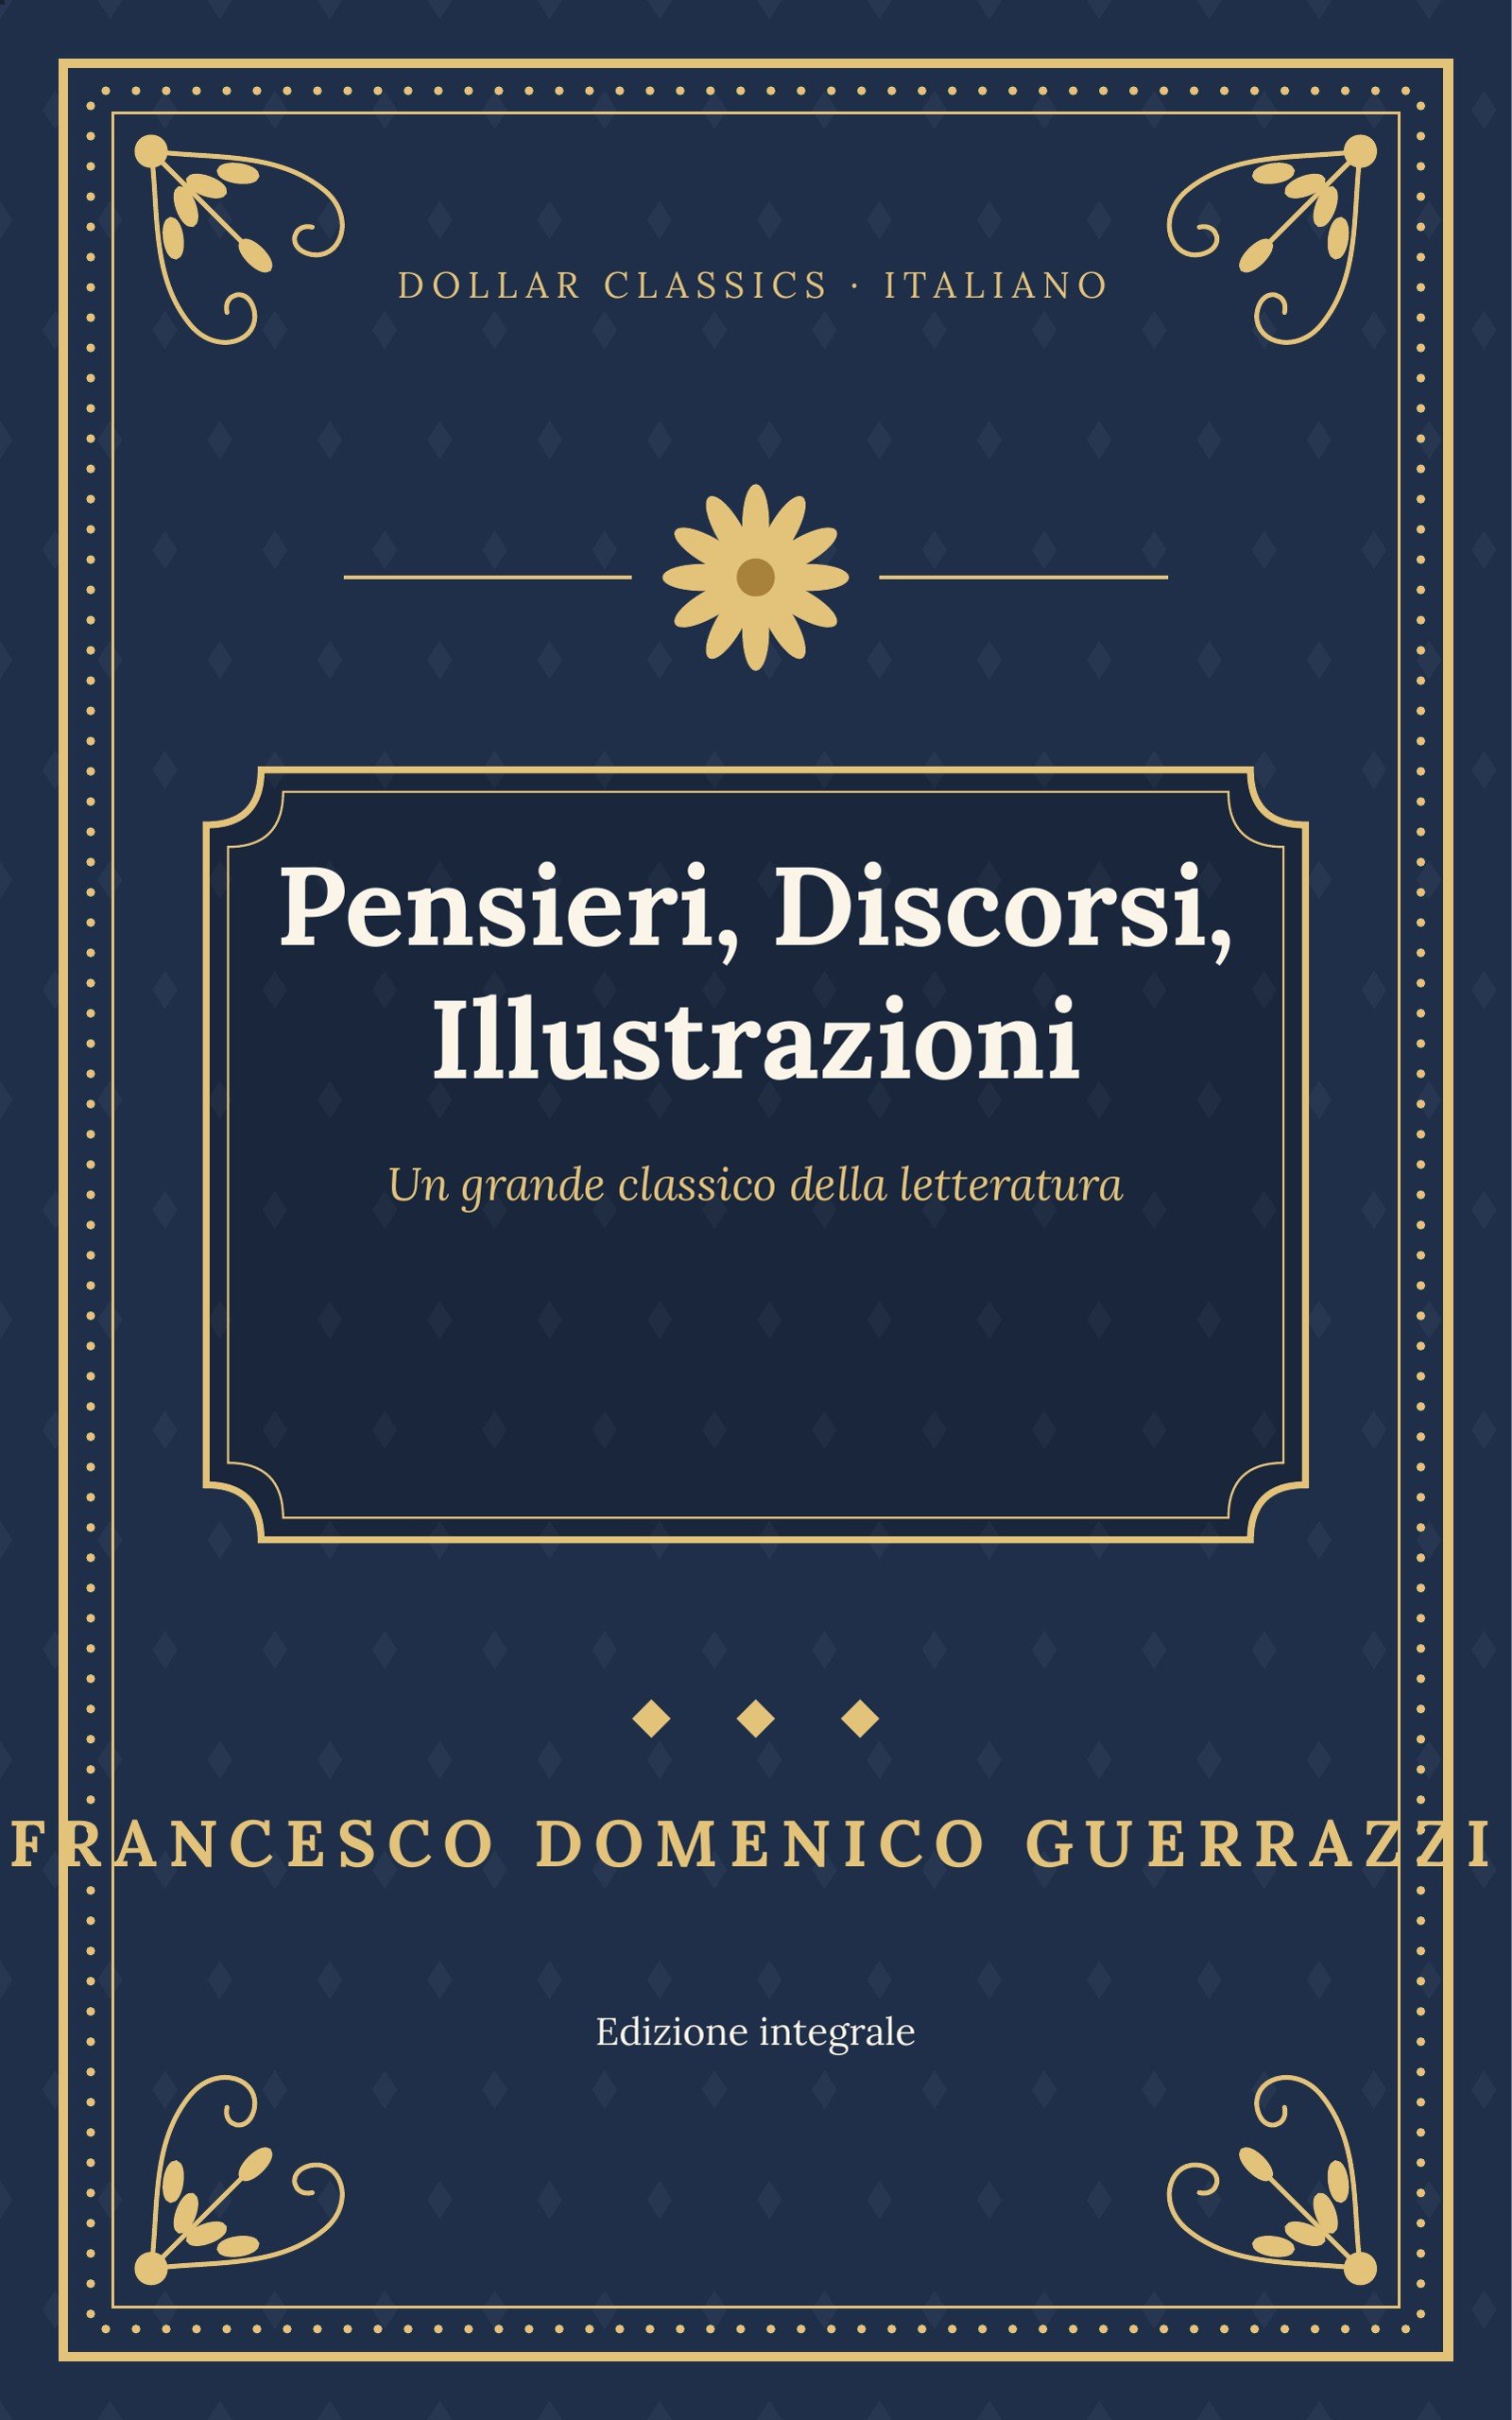 DOLLAR CLASSICS · ITALIANO
Pensieri, Discorsi,
Illustrazioni
Un grande classico della letteratura
FRANCESCO DOMENICO GUERRAZZI
Edizione integrale